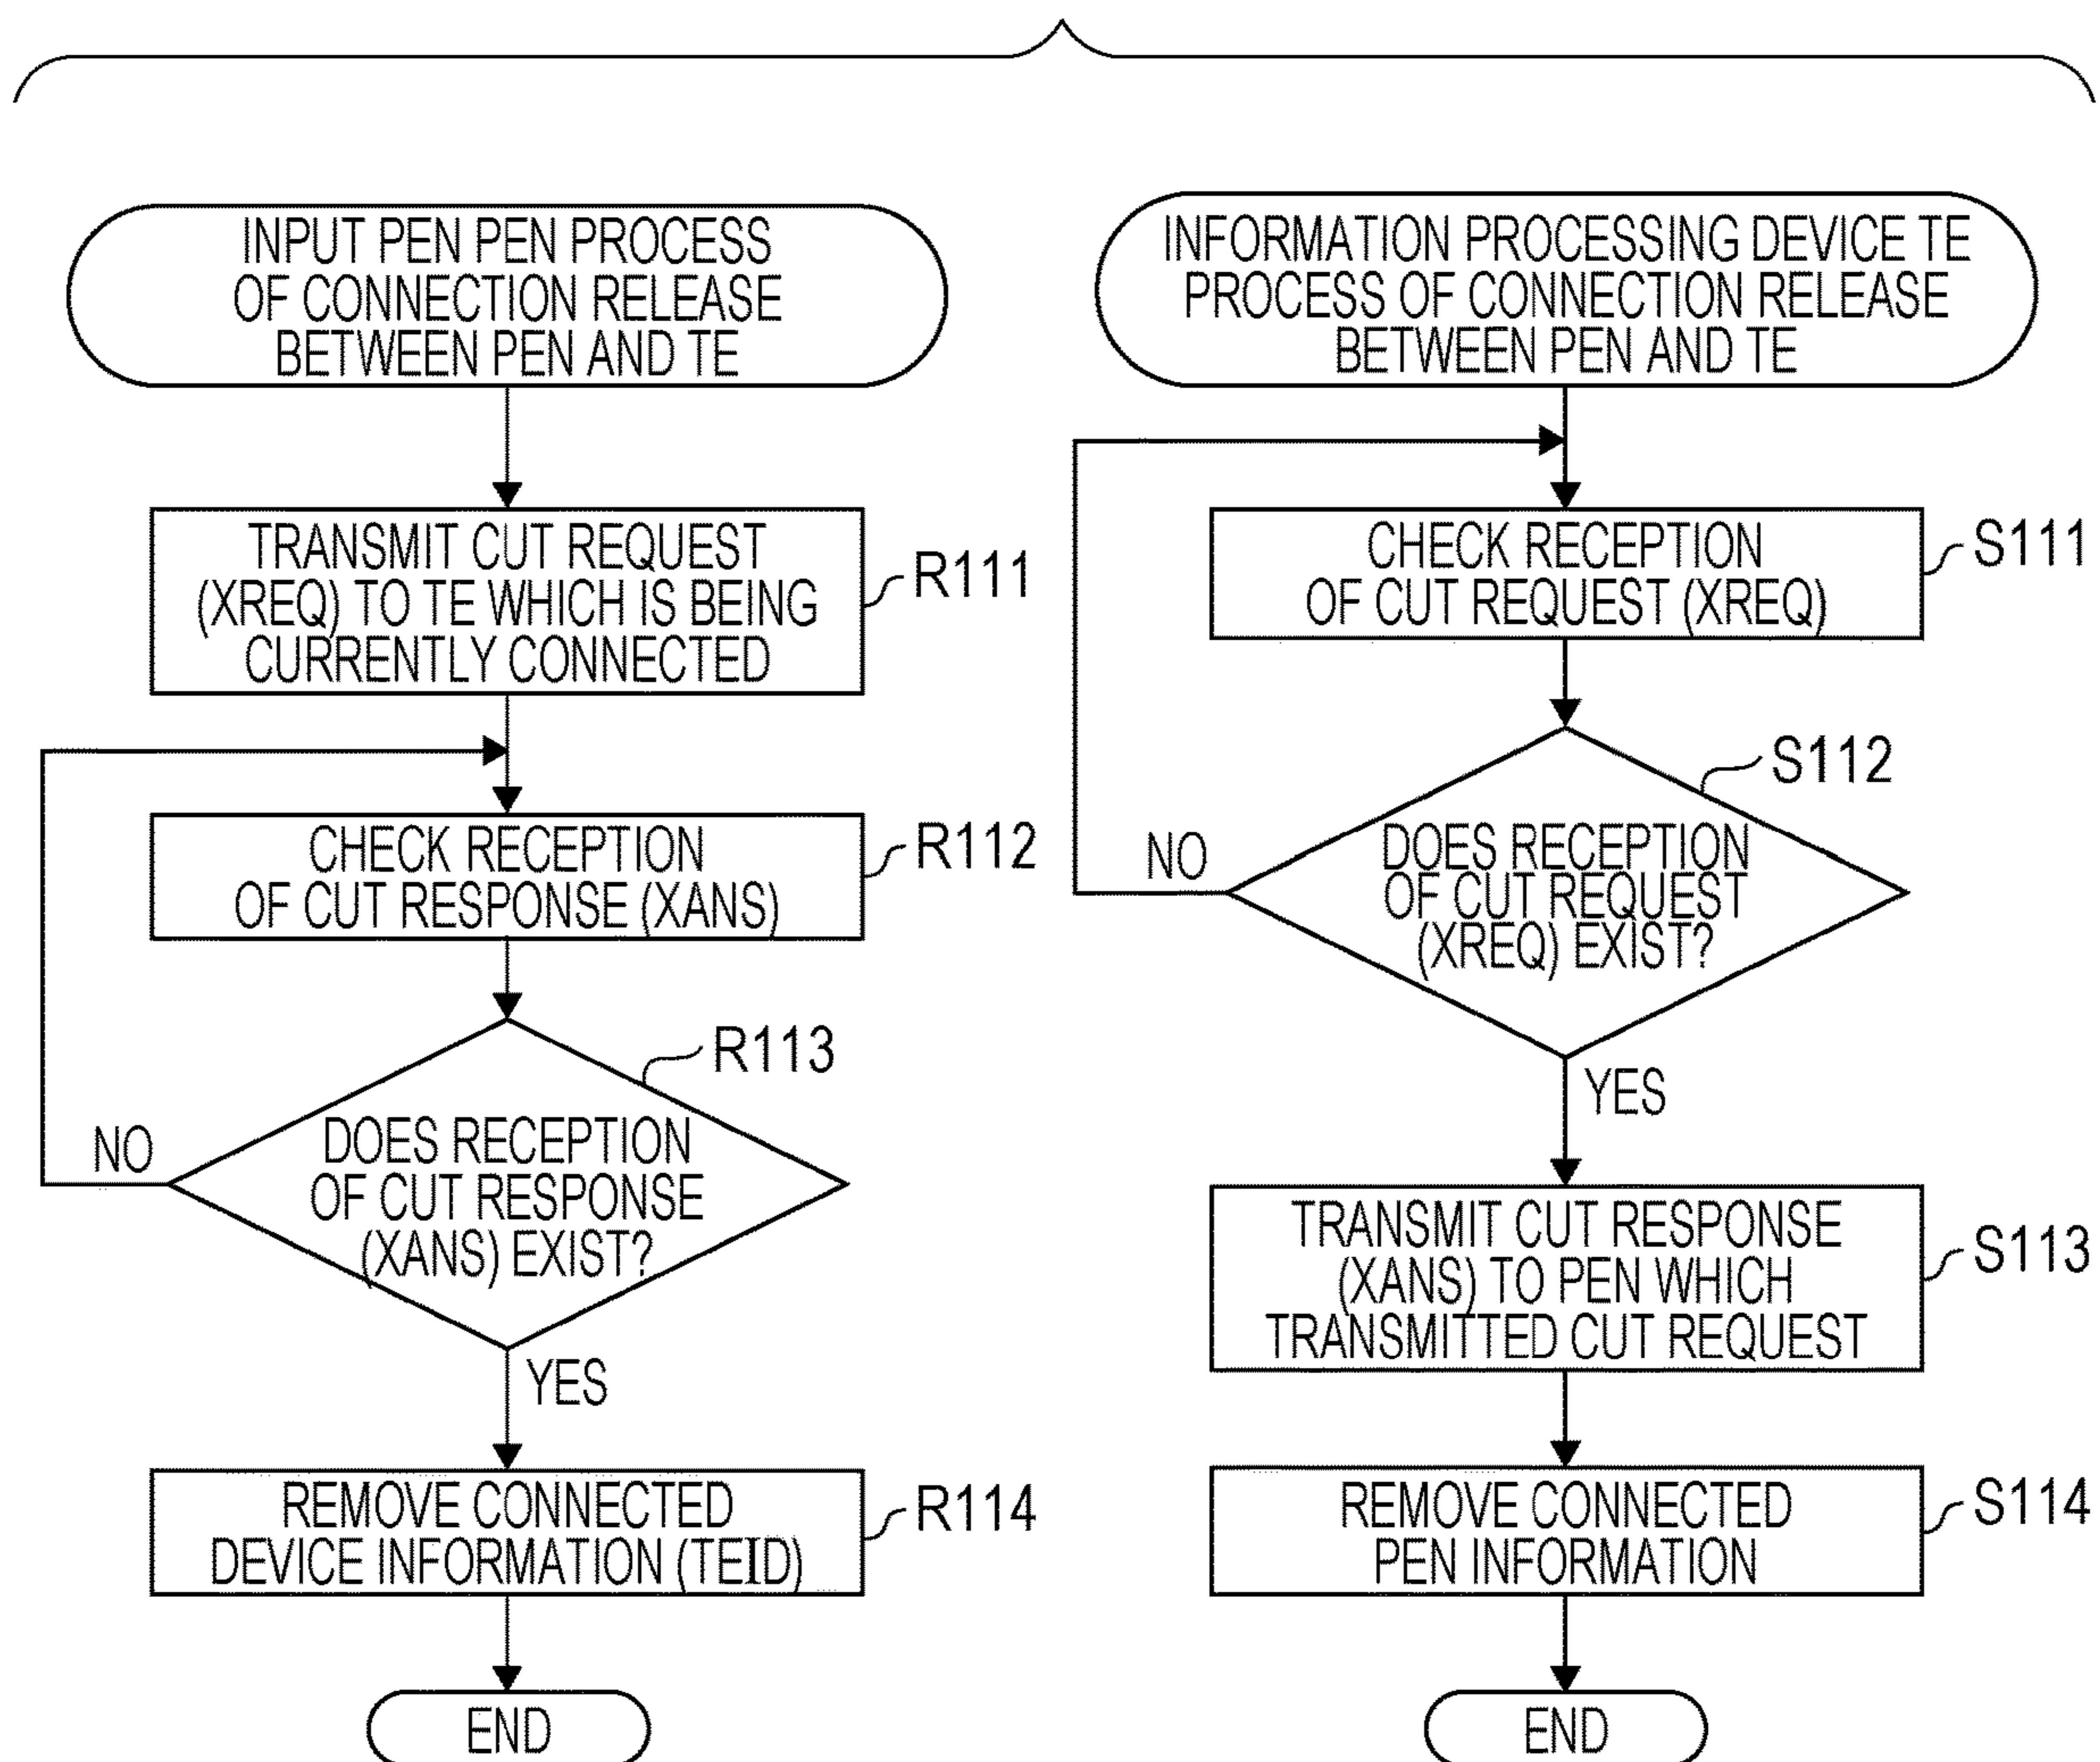 INPUT PEN PEN PROCESS
OF CONNECTION RELEASE
BETWEEN PEN AND TE
TRANSMIT CUT REQUEST
(XREQ) TO TE WHICH IS BEING
CURRENTLY CONNECTED
R111
CHECK RECEPTION
OF CUT RESPONSE (XANS)
R112
R113
DOES RECEPTION
OF CUT RESPONSE
(XANS) EXIST?
NO
YES
REMOVE CONNECTED
DEVICE INFORMATION (TEID)
R114
END
INFORMATION PROCESSING DEVICE TE
PROCESS OF CONNECTION RELEASE
BETWEEN PEN AND TE
CHECK RECEPTION
OF CUT REQUEST (XREQ)
S111
S112
DOES RECEPTION
OF CUT REQUEST
(XREQ) EXIST?
NO
YES
TRANSMIT CUT RESPONSE
(XANS) TO PEN WHICH
TRANSMITTED CUT REQUEST
S113
REMOVE CONNECTED
PEN INFORMATION
S114
END